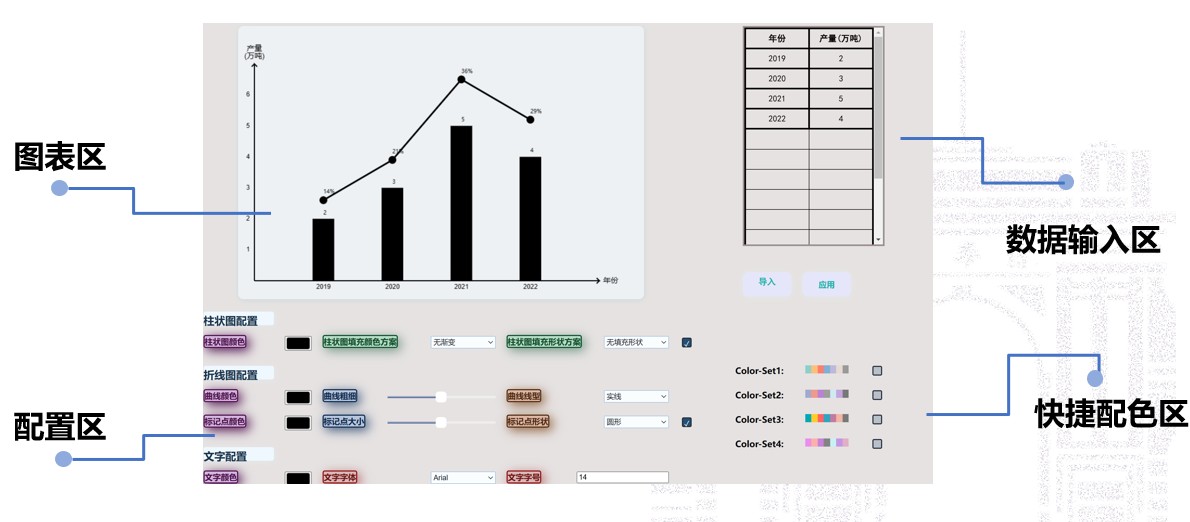 图表区
配置区
数据输入区
快捷配色区
产量
(万吨)
6
5
4
3
2
1
14%
21%
36%
29%
2
3
5
4
2019 2020 2021 2022
年份
年份 产量(万吨)
2019 2
2020 3
2021 5
2022 4
导入 应用
柱状图配置
柱状图颜色 柱状图填充颜色方案 无渐变 柱状图填充形状方案 无填充形状
折线图配置
曲线颜色 曲线粗细 曲线线型 实线
标记点颜色 标记点大小 标记点形状 圆形
文字配置
文字颜色 文字字体 Arial 文字字号 14
Color-Set1:
Color-Set2:
Color-Set3:
Color-Set4: